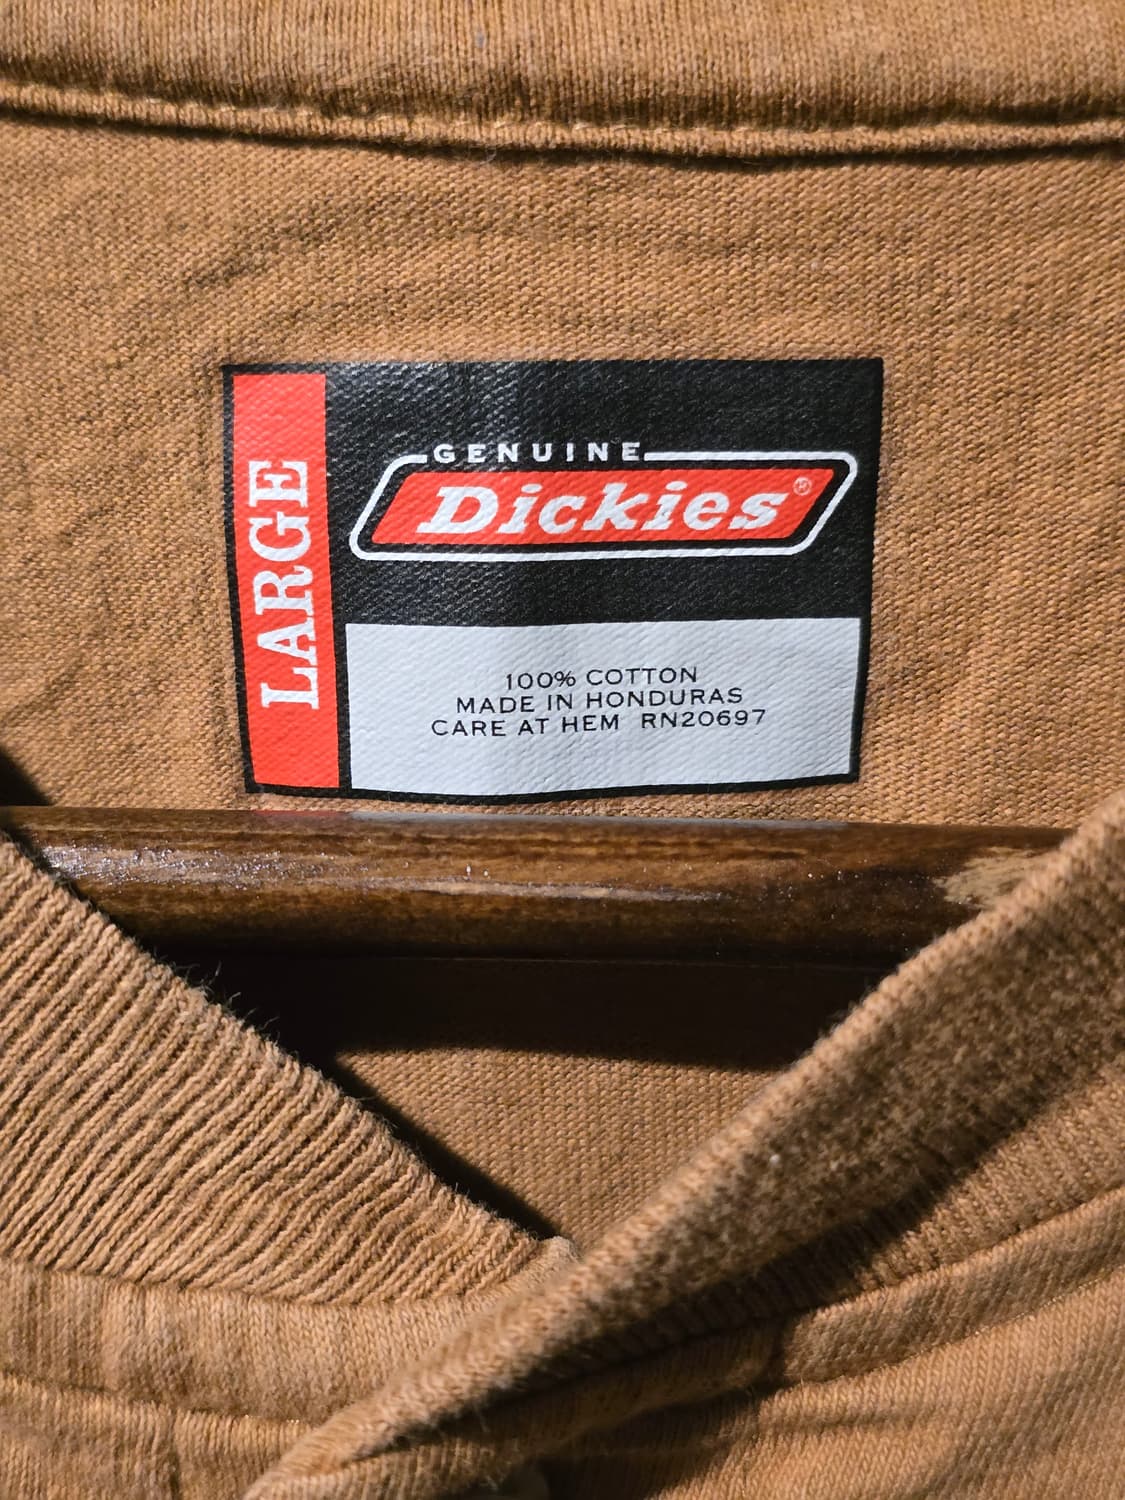 LARGE
GENUINE
Dickies®
100% COTTON
MADE IN HONDURAS
CARE AT HEM RN20697